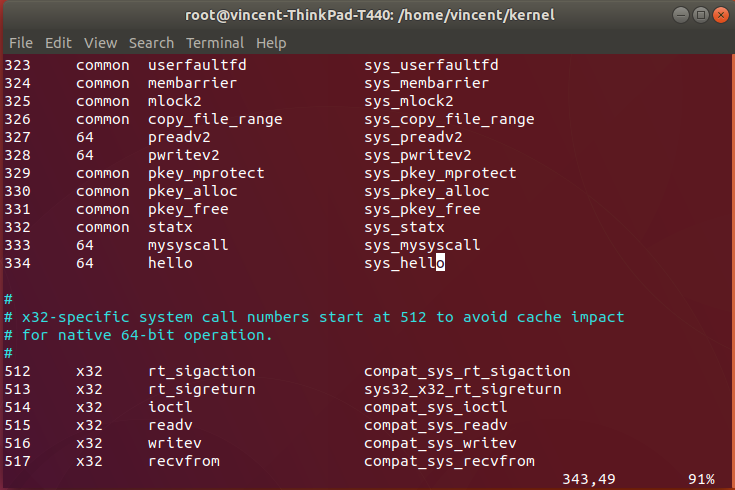 root@vincent-ThinkPad-T440: /home/vincent/kernel
File Edit View Search Terminal Help
323 common userfaultfd sys_userfaultfd
324 common membarrier sys_membarrier
325 common mlock2 sys_mlock2
326 common copy_file_range sys_copy_file_range
327 64 preadv2 sys_preadv2
328 64 pwritev2 sys_pwritev2
329 common pkey_mprotect sys_pkey_mprotect
330 common pkey_alloc sys_pkey_alloc
331 common pkey_free sys_pkey_free
332 common statx sys_statx
333 64 mysyscall sys_mysyscall
334 64 hello sys_hello
#
# x32-specific system call numbers start at 512 to avoid cache impact
# for native 64-bit operation.
#
512 x32 rt_sigaction compat_sys_rt_sigaction
513 x32 rt_sigreturn sys32_x32_rt_sigreturn
514 x32 ioctl compat_sys_ioctl
515 x32 readv compat_sys_readv
516 x32 writev compat_sys_writev
517 x32 recvfrom compat_sys_recvfrom
343,49 91%